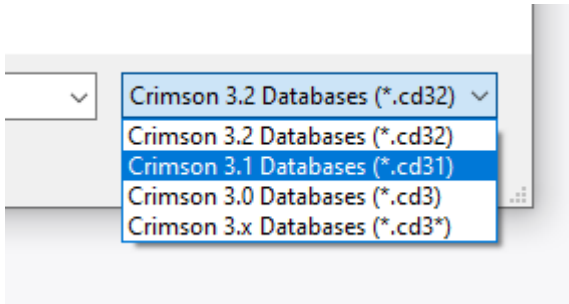 Crimson 3.2 Databases (*.cd32)
Crimson 3.2 Databases (*.cd32)
Crimson 3.1 Databases (*.cd31)
Crimson 3.0 Databases (*.cd3)
Crimson 3.x Databases (*.cd3*)